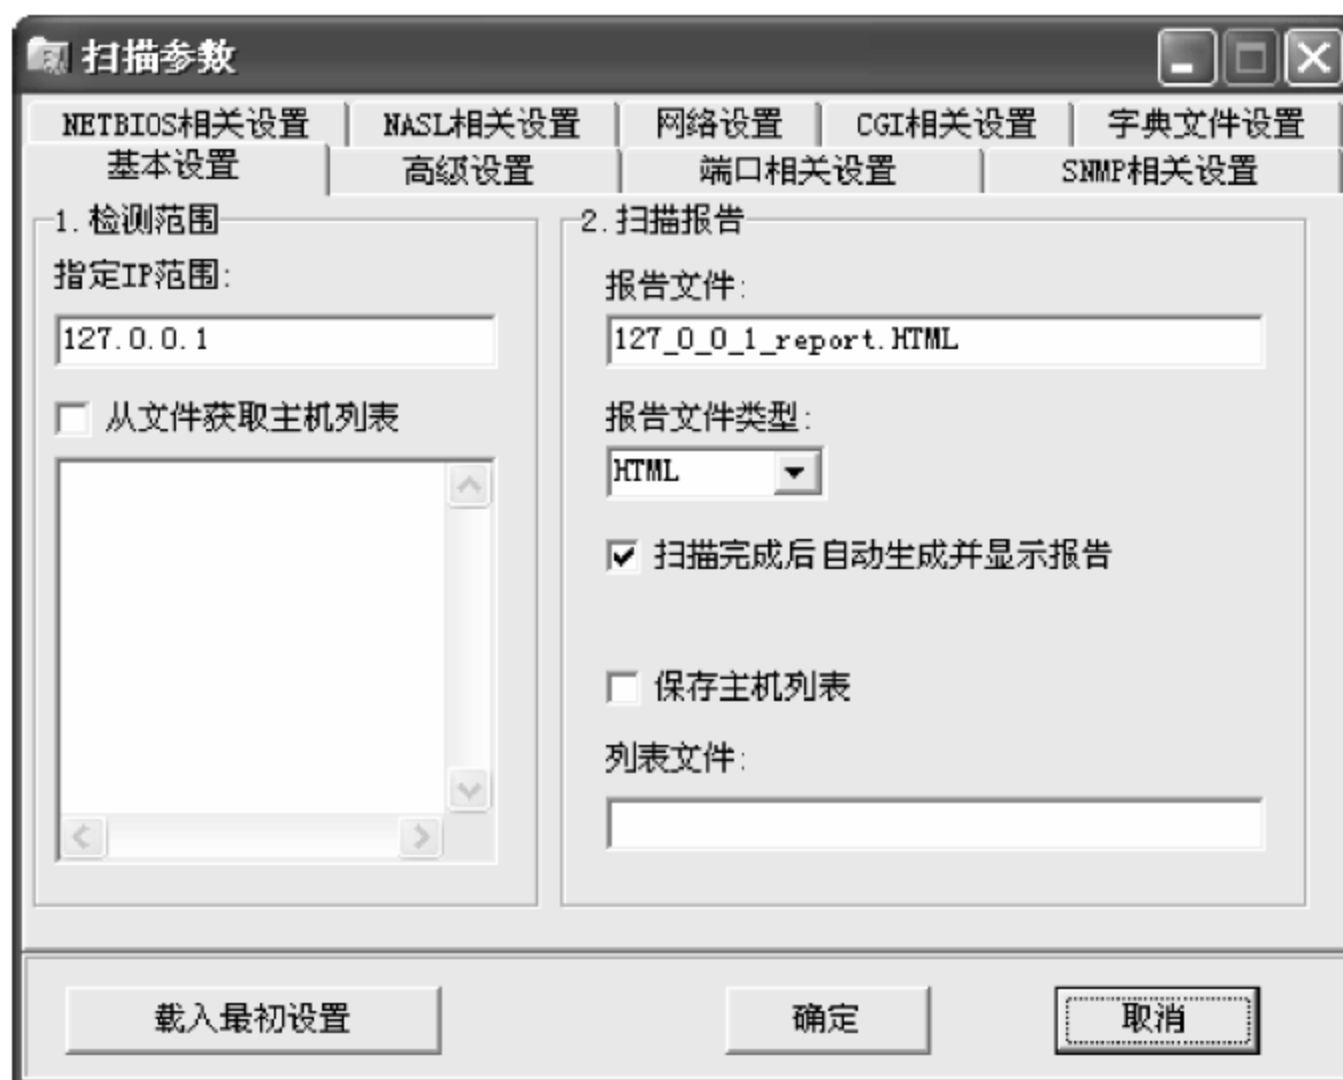 扫描参数
NETBIOS相关设置 NASL相关设置 网络设置 CGI相关设置 字典文件设置
基本设置 高级设置 端口相关设置 SNMP相关设置
1.检测范围
指定IP范围:
127.0.0.1
从文件获取主机列表
2.扫描报告
报告文件:
127_0_0_1_report.HTML
报告文件类型:
HTML
扫描完成后自动生成并显示报告
保存主机列表
列表文件:
载入最初设置 确定 取消